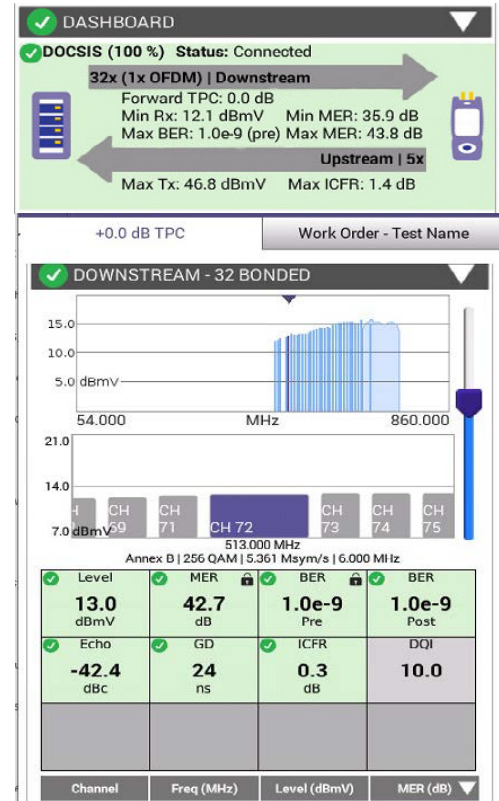 DASHBOARD
DOCSIS (100 %) Status: Connected
32x (1x OFDM) | Downstream
Forward TPC: 0.0 dB
Min Rx: 12.1 dBmV Min MER: 35.9 dB
Max BER: 1.0e-9 (pre) Max MER: 43.8 dB
Upstream | 5x
Max Tx: 46.8 dBmV Max ICFR: 1.4 dB
+0.0 dB TPC Work Order - Test Name
DOWNSTREAM - 32 BONDED
15.0
10.0
5.0 dBmV
54.000 MHz 860.000
21.0
14.0
CH CH CH CH CH
7.0 dBmV 69 71 CH 72 73 74 75
513.000 MHz
Annex B | 256 QAM | 5.361 Msym/s | 6.000 MHz
Level MER BER BER
13.0 42.7 1.0e-9 1.0e-9
dBmV dB Pre Post
Echo GD ICFR DQI
-42.4 24 0.3 10.0
dBc ns dB
Channel Freq (MHz) Level (dBmV) MER (dB)